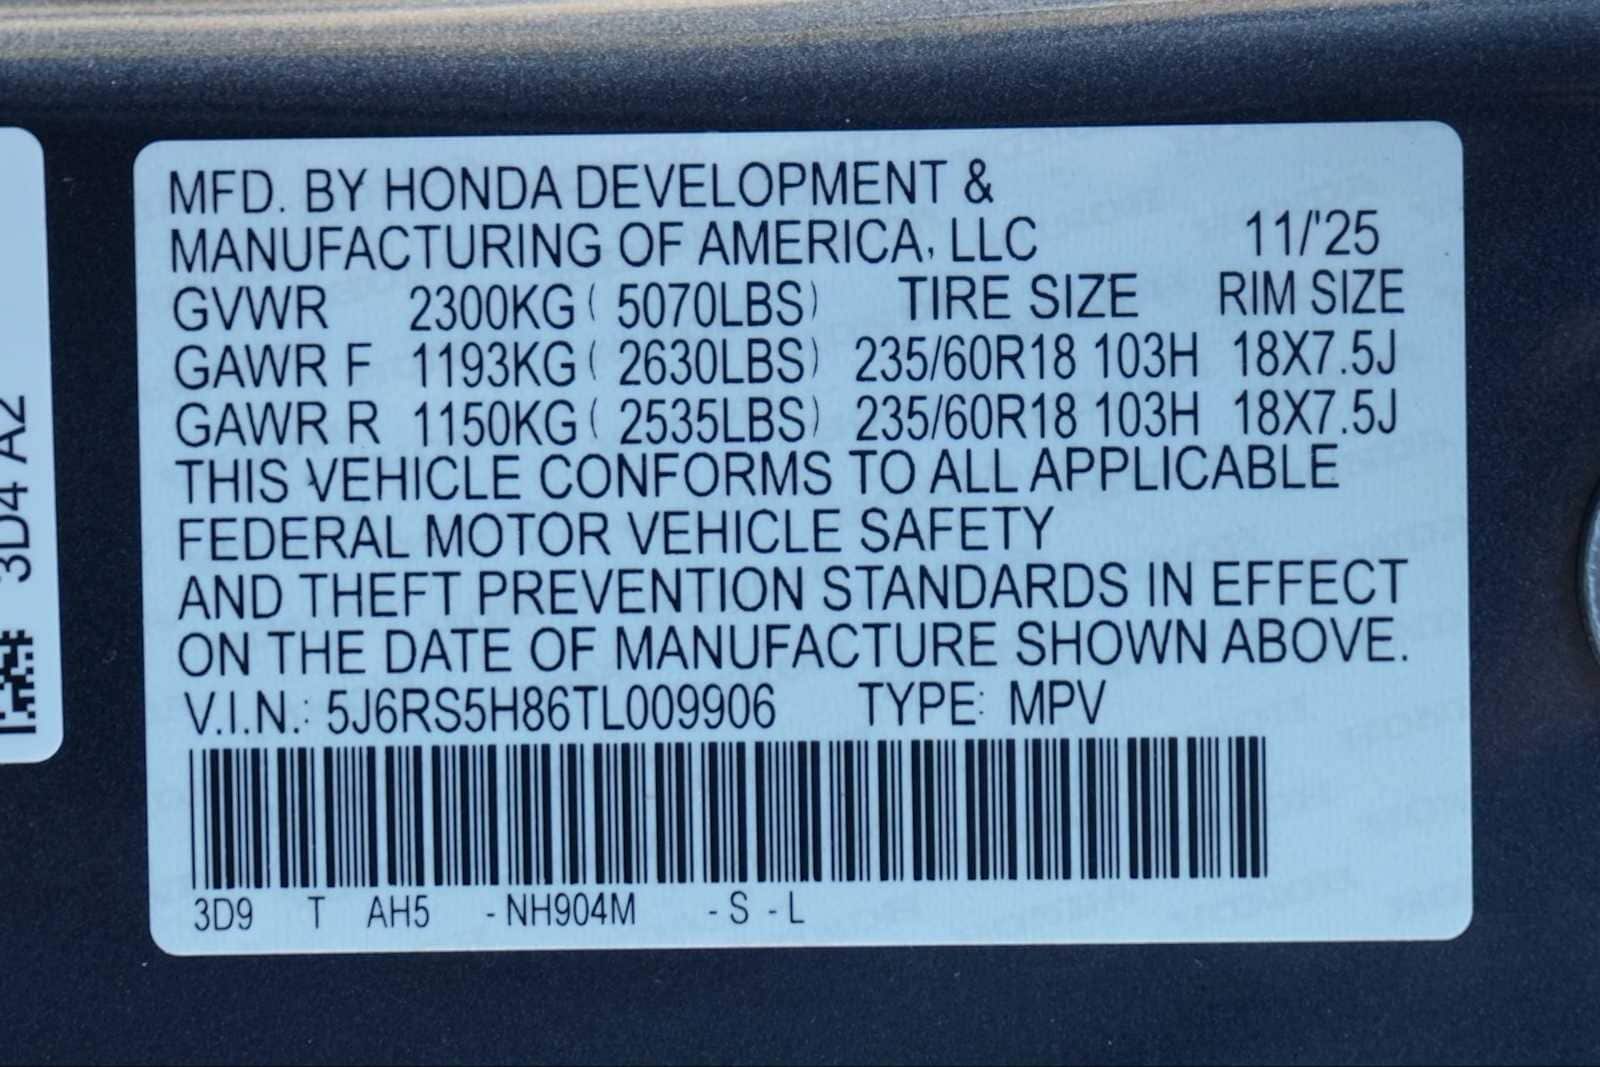 MFD. BY HONDA DEVELOPMENT &
MANUFACTURING OF AMERICA, LLC 11/'25
GVWR 2300KG ( 5070LBS) TIRE SIZE RIM SIZE
GAWR F 1193KG ( 2630LBS) 235/60R18 103H 18X7.5J
GAWR R 1150KG ( 2535LBS) 235/60R18 103H 18X7.5J
THIS VEHICLE CONFORMS TO ALL APPLICABLE
FEDERAL MOTOR VEHICLE SAFETY
AND THEFT PREVENTION STANDARDS IN EFFECT
ON THE DATE OF MANUFACTURE SHOWN ABOVE.
V.I.N.: 5J6RS5H86TL009906 TYPE: MPV
3D9 T AH5 - NH904M - S - L
3D4 A2